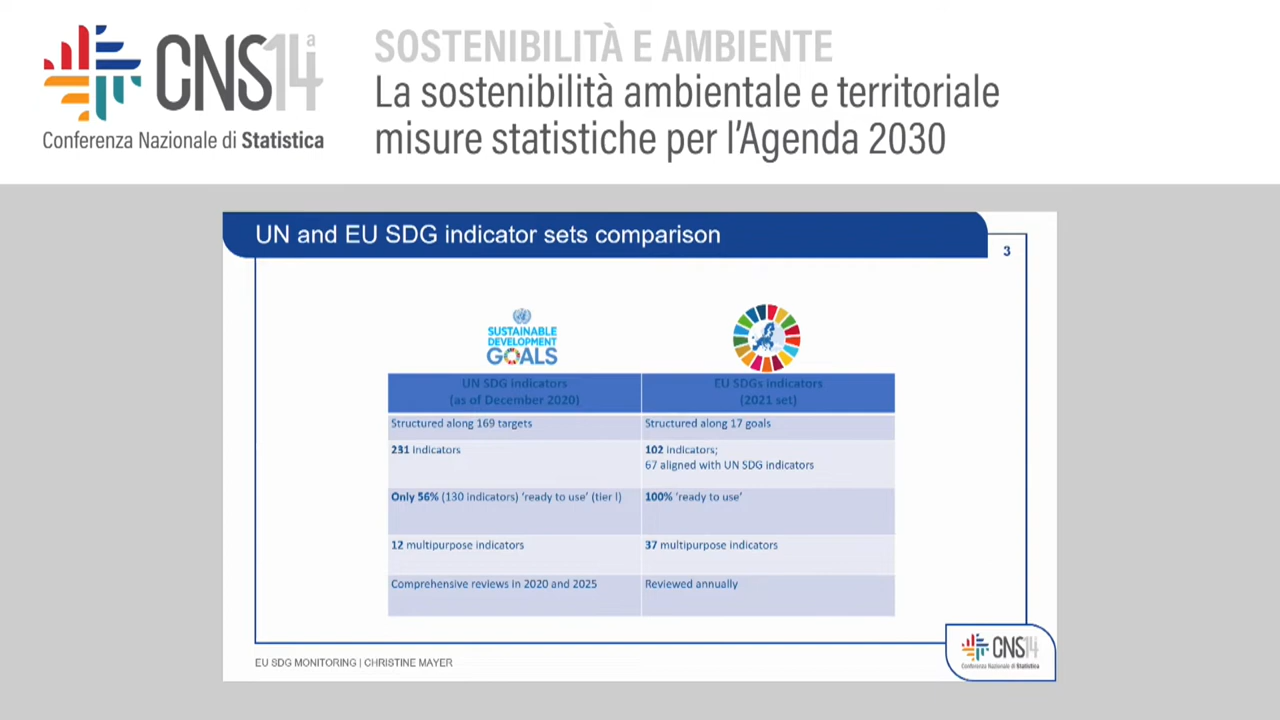 CNS14ª
Conferenza Nazionale di Statistica
SOSTENIBILITÀ E AMBIENTE
La sostenibilità ambientale e territoriale
misure statistiche per l'Agenda 2030
UN and EU SDG indicator sets comparison
3
SUSTAINABLE
DEVELOPMENT
GOALS
UN SDG indicators
(as of December 2020)
EU SDGs indicators
(2021 set)
Structured along 169 targets
Structured along 17 goals
231 indicators
102 indicators;
67 aligned with UN SDG indicators
Only 56% (130 indicators) 'ready to use' (tier I)
100% 'ready to use'
12 multipurpose indicators
37 multipurpose indicators
Comprehensive reviews in 2020 and 2025
Reviewed annually
EU SDG MONITORING | CHRISTINE MAYER
CNS14
Conferenza Nazionale di Statistica